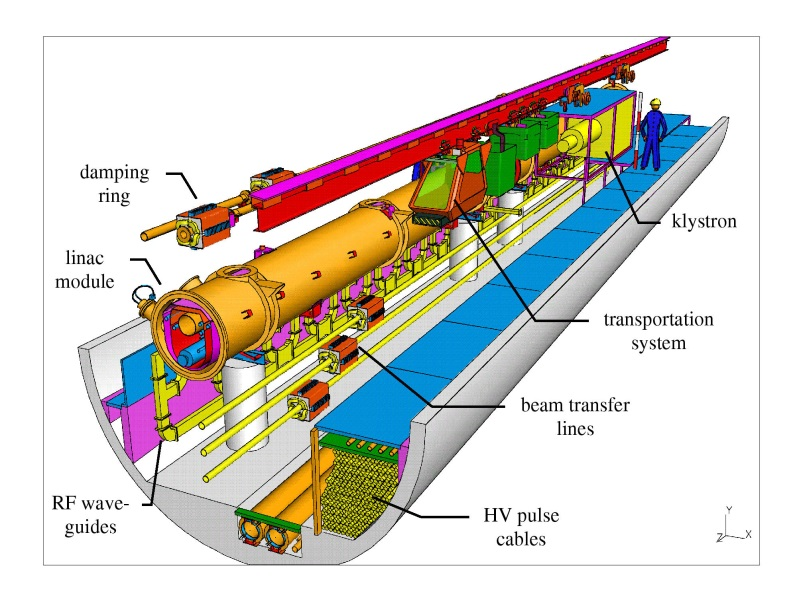 damping
ring
linac
module
klystron
transportation
system
beam transfer
lines
RF wave-
guides
HV pulse
cables
Y
Z
X